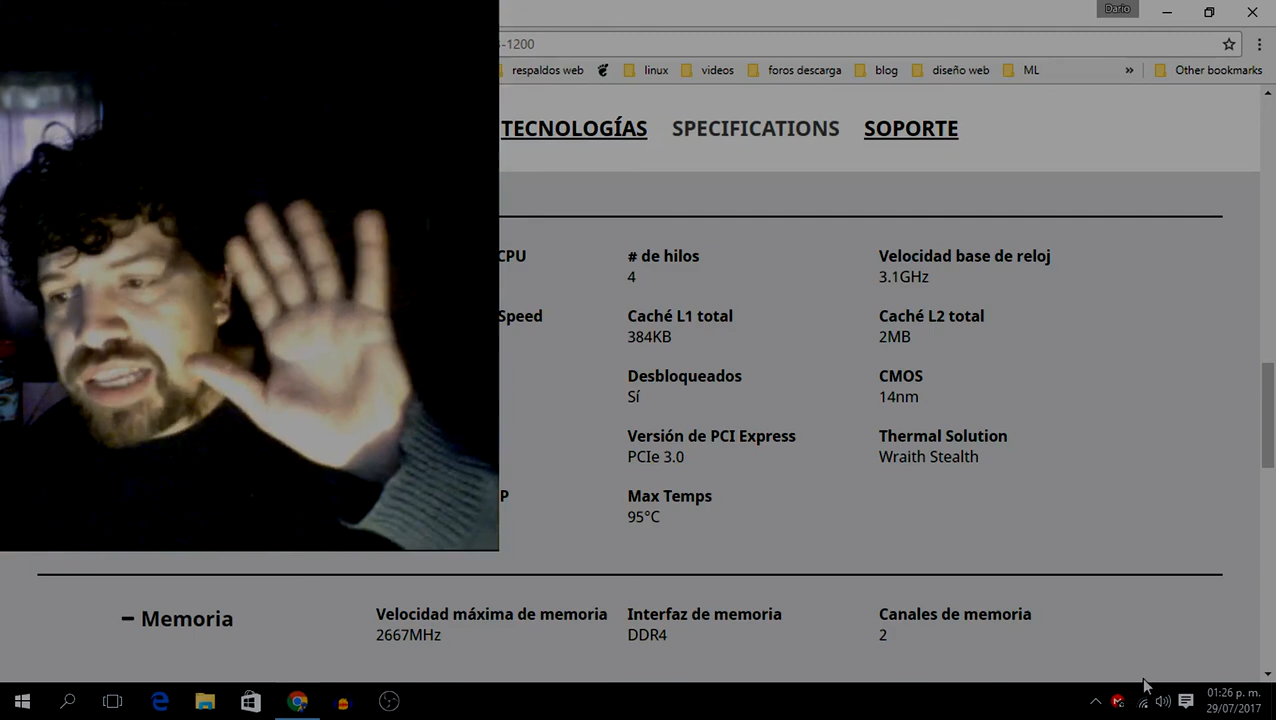 Dario
-1200
respaldos web linux videos foros descarga blog diseño web ML » Other bookmarks
TECNOLOGÍAS SPECIFICATIONS SOPORTE
CPU # de hilos Velocidad base de reloj
4 3.1GHz
Speed Caché L1 total Caché L2 total
384KB 2MB
Desbloqueados CMOS
Sí 14nm
Versión de PCI Express Thermal Solution
PCIe 3.0 Wraith Stealth
P Max Temps
95°C
− Memoria Velocidad máxima de memoria Interfaz de memoria Canales de memoria
2667MHz DDR4 2
01:26 p. m.
29/07/2017